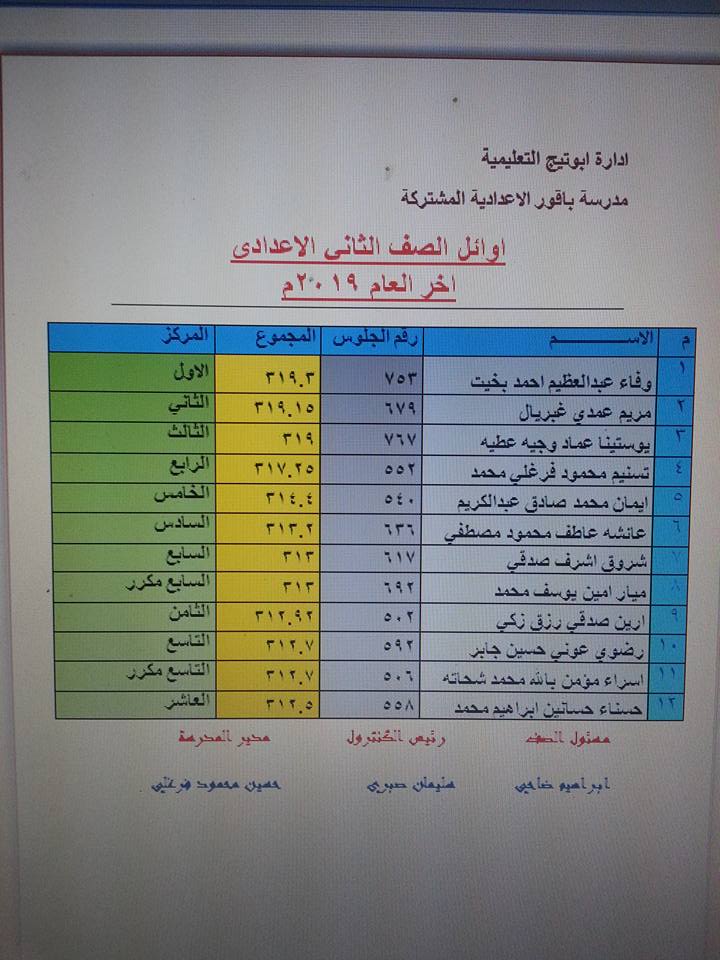 ادارة ابوتيج التعليمية
مدرسة باقور الاعدادية المشتركة
اوائل الصف الثانى الاعدادى
اخر العام ٢٠١٩م
م الاســـــــم رقم الجلوس المجموع المركز
١ وفاء عبدالعظيم احمد بخيت ٧٥٣ ٣١٩.٣ الاول
٢ مريم عمدي غبريال ٦٧٩ ٣١٩.١٥ الثاني
٣ يوستينا عماد وجيه عطيه ٧٦٧ ٣١٩ الثالث
٤ تسنيم محمود فرغلي محمد ٥٥٢ ٣١٧.٢٥ الرابع
٥ ايمان محمد صادق عبدالكريم ٥٤٠ ٣١٤.٤ الخامس
٦ عائشه عاطف محمود مصطفي ٦٣٦ ٣١٣.٢ السادس
٧ شروق اشرف صدقي ٦١٧ ٣١٣ السابع
٨ ميار امين يوسف محمد ٦٩٢ ٣١٣ السابع مكرر
٩ ارين صدقي رزق زكي ٥٠٢ ٣١٢.٩٢ الثامن
١٠ رضوي عوني حسين جابر ٥٩٢ ٣١٢.٧ التاسع
١١ اسراء مؤمن بالله محمد شحاته ٥٠٦ ٣١٢.٧ التاسع مكرر
١٢ حسناء حسانين ابراهيم محمد ٥٥٨ ٣١٢.٥ العاشر
مسئول الصف رئيس الكنترول مدير المدرسة
ابراهيم ضاحى سليمان صبرى حسين محمود فرغلى